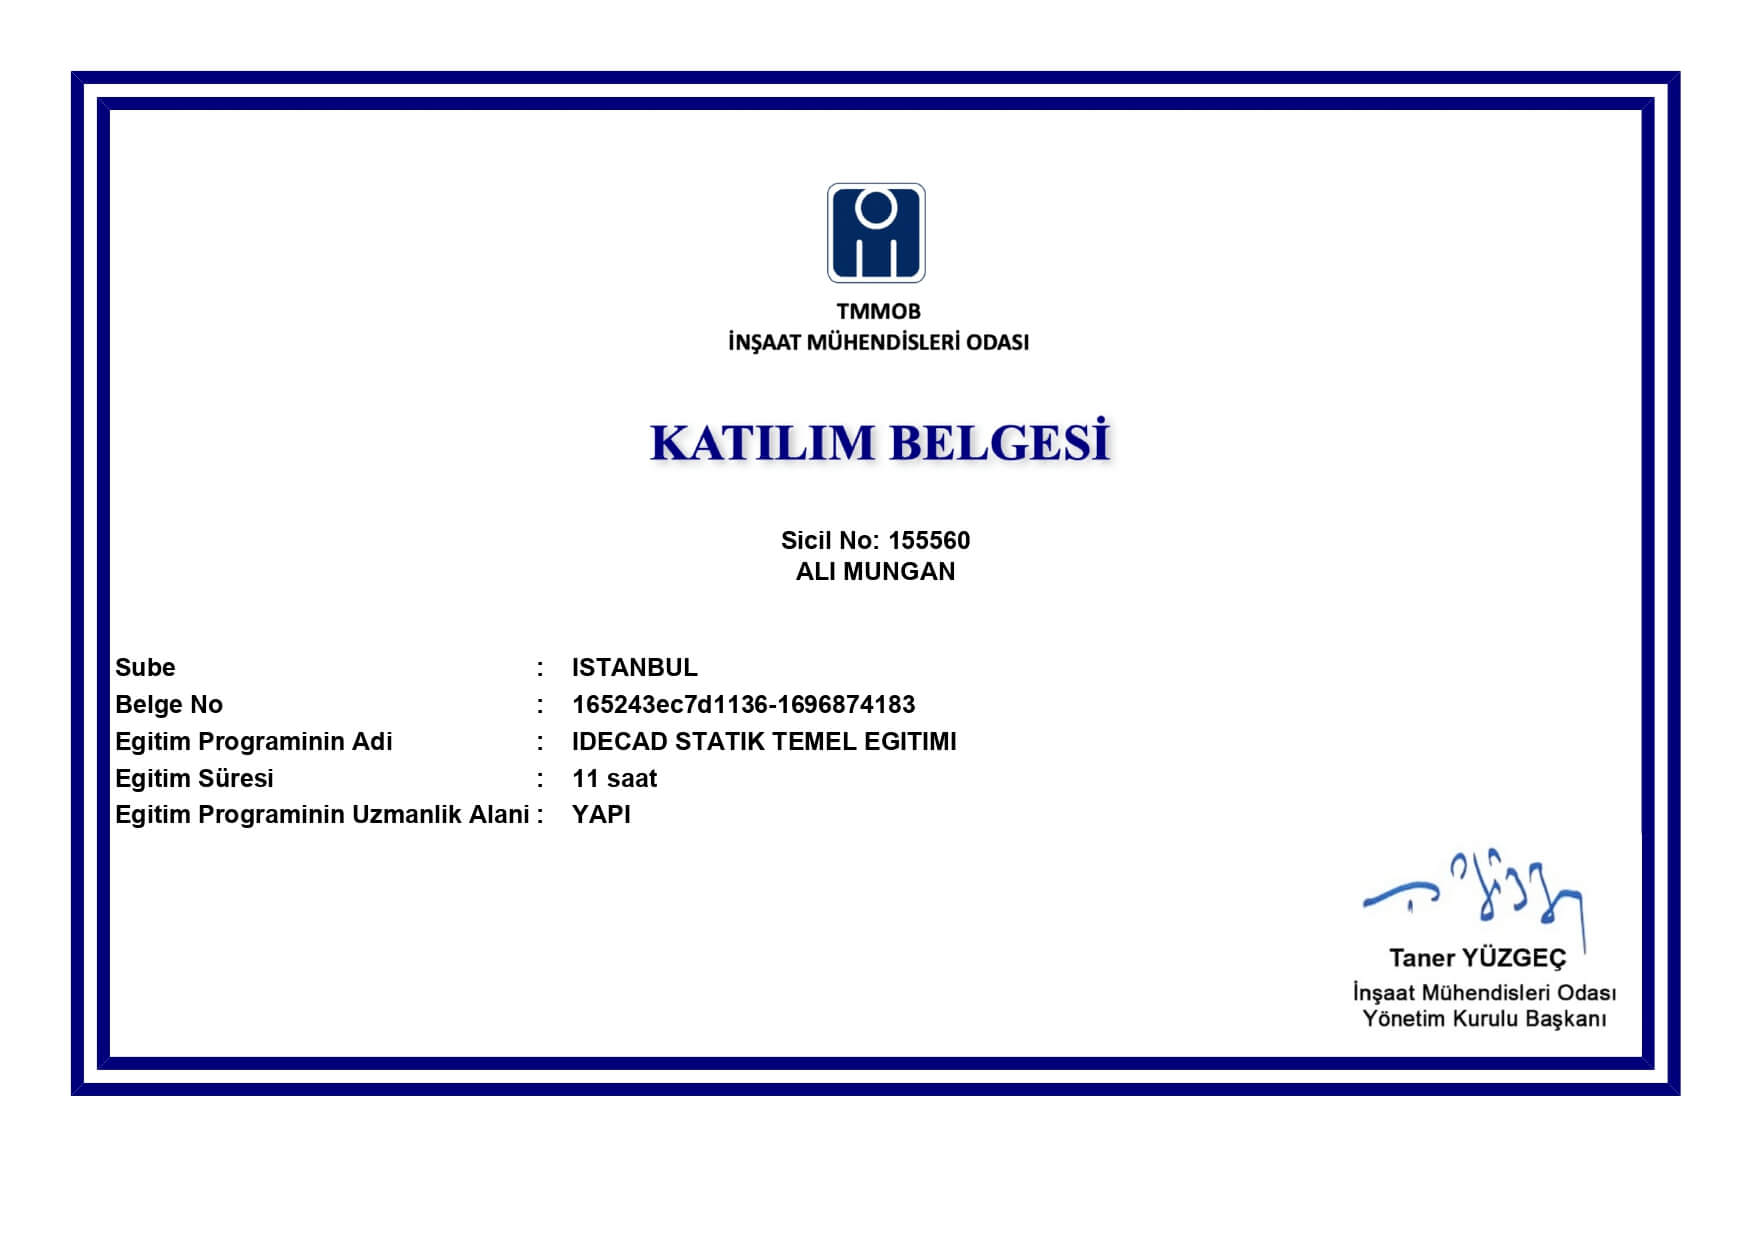 TMMOB
İNŞAAT MÜHENDİSLERİ ODASI
KATILIM BELGESİ
Sicil No: 155560
ALI MUNGAN
Sube : ISTANBUL
Belge No : 165243ec7d1136-1696874183
Egitim Programinin Adi : IDECAD STATIK TEMEL EGITIMI
Egitim Süresi : 11 saat
Egitim Programinin Uzmanlik Alani : YAPI
Taner YÜZGEÇ
İnşaat Mühendisleri Odası
Yönetim Kurulu Başkanı